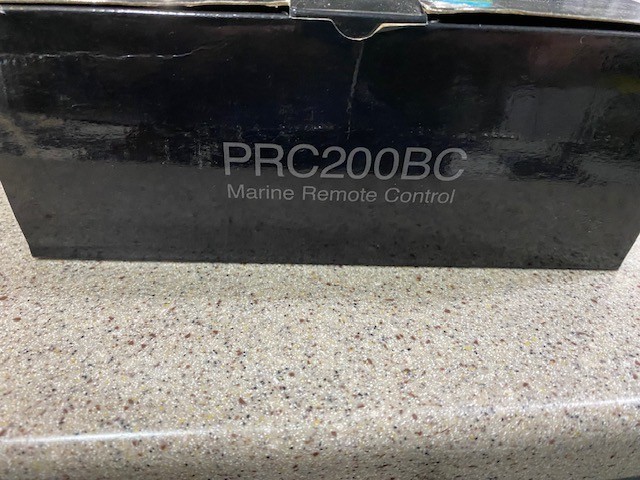 PRC200BC
Marine Remote Control